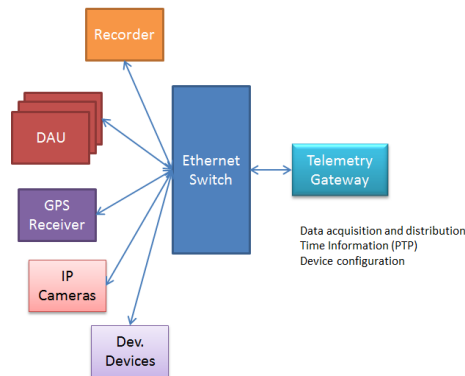 Recorder
DAU
Ethernet
Switch
Telemetry
Gateway
GPS
Receiver
Data acquisition and distribution
Time Information (PTP)
Device configuration
IP
Cameras
Dev.
Devices